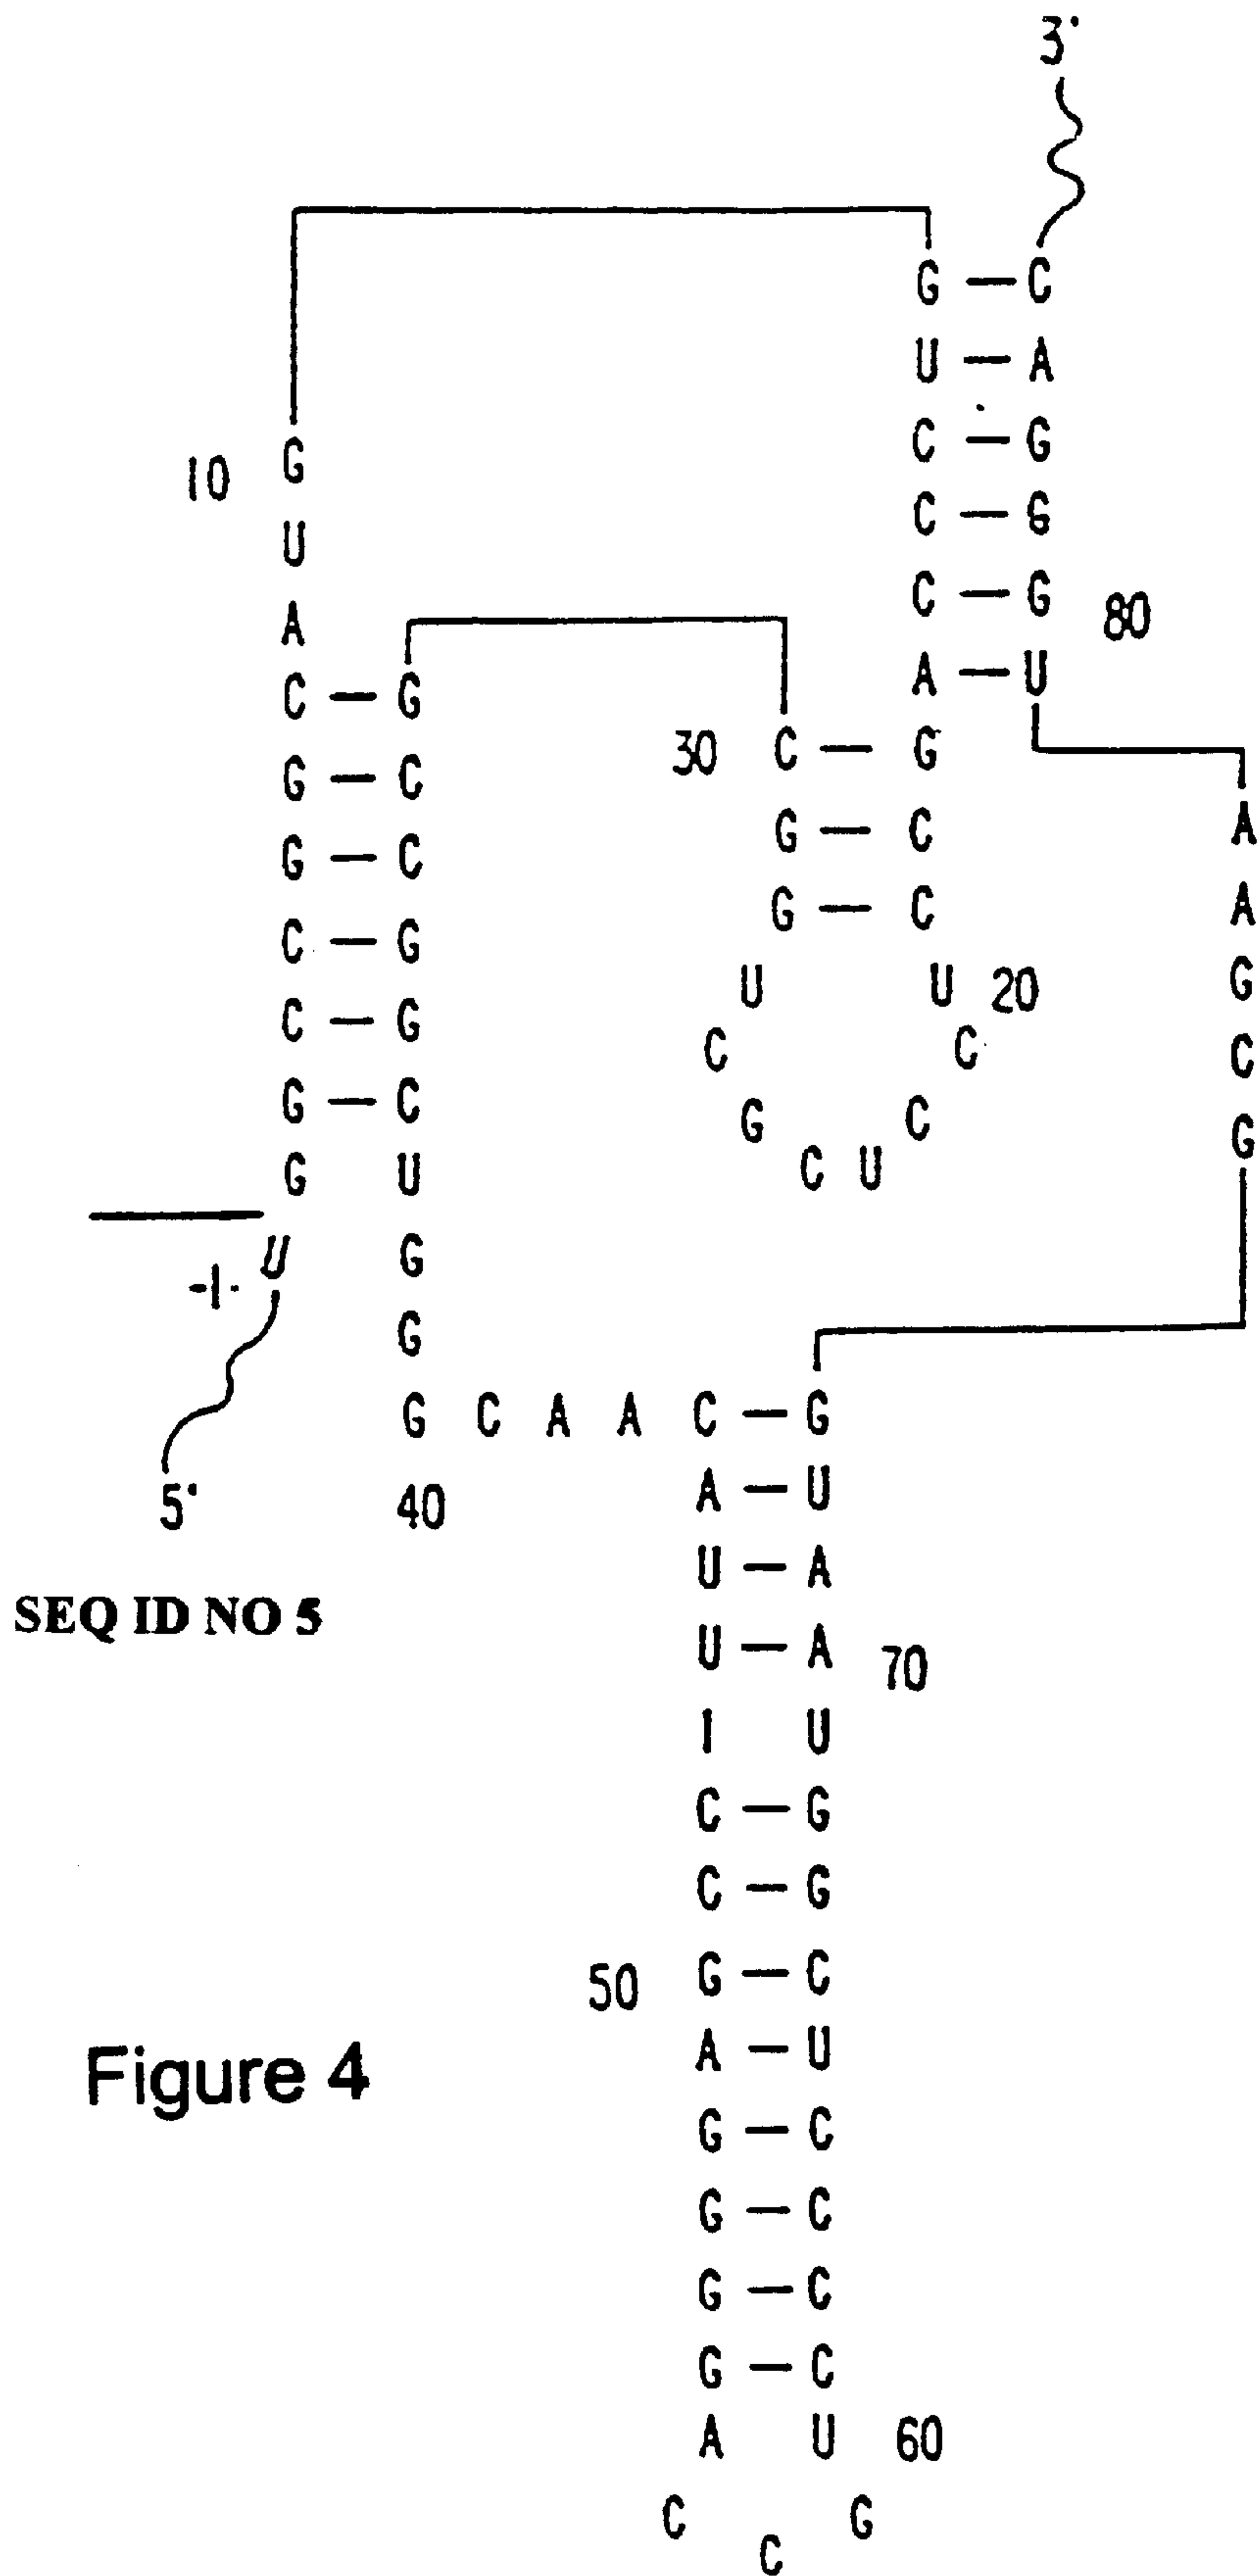 3'
G – C
U – A
10 G C – G
U C – G
A C – G 80
C – G A – U
G – C 30 C – G
G – C G – C A
C – G G – C A
C – G U U 20 G
G – C C C C
G U G C G
C U
U G
-1
G
G C A A C – G
5' 40 A – U
U – A
SEQ ID NO 5
U – A 70
I U
C – G
C – G
50 G – C
A – U
Figure 4
G – C
G – C
G – C
G – C
A U 60
C G
C